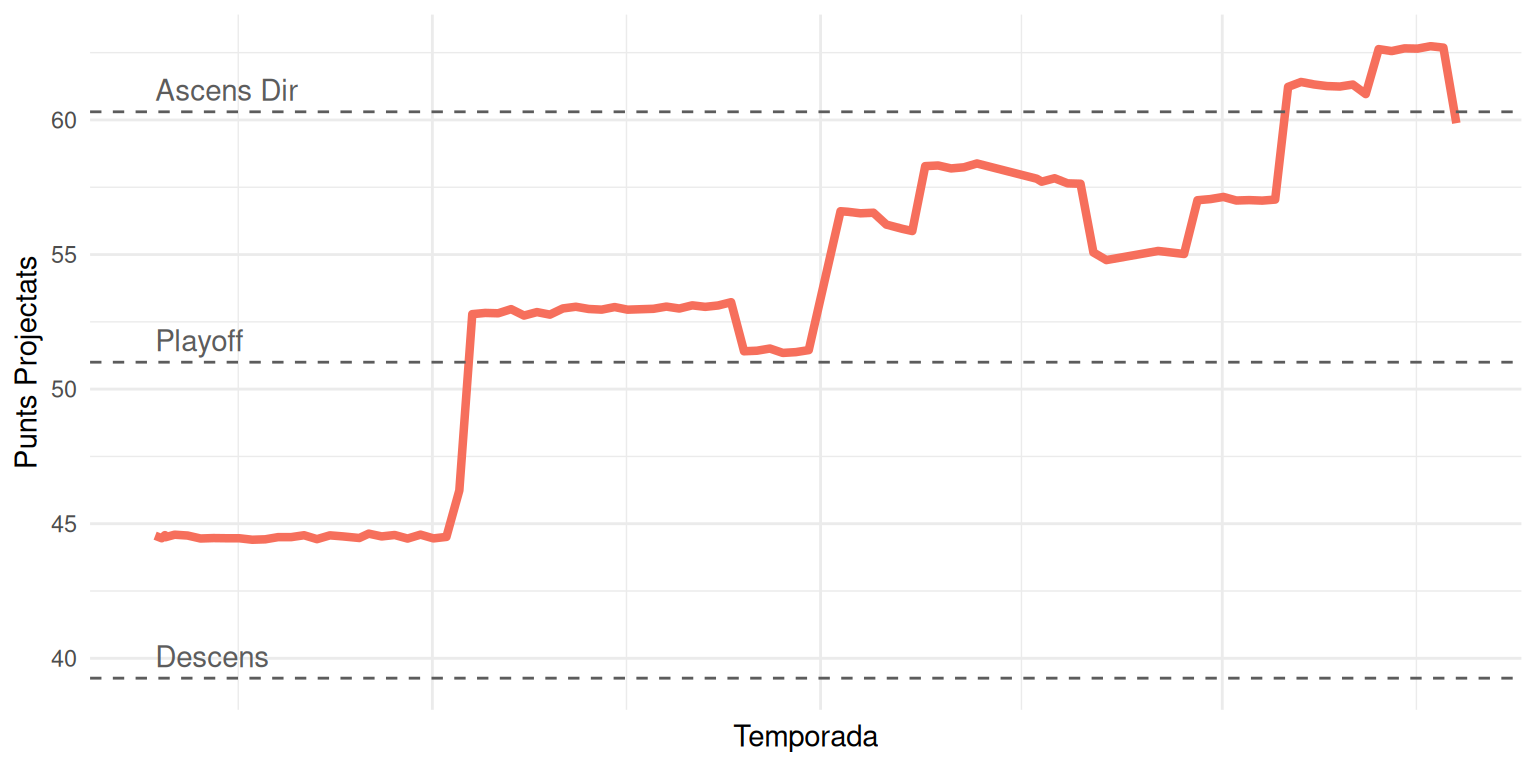 Ascens Dir
60
55
Playoff
50
45
Descens
40
Punts Projectats
Temporada